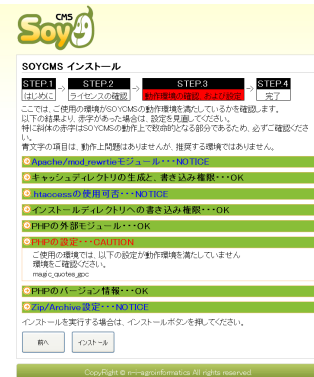 CMS
Soy
SOYCMS インストール
STEP.1 → STEP.2 → STEP.3 → STEP.4
はじめに ライセンスの確認 動作環境の確認、および設定 完了
ここでは、ご使用の環境がSOYCMSの動作環境を満たしているかを確認します。
以下の結果より、赤字があった場合は、設定を見直してください。
特に斜体の赤字はSOYCMSの動作上で致命的となる部分であるため、必ずご確認くださ
い。
青文字の項目は、動作上問題はありませんが、推奨する環境ではありません。
Apache/mod_rewrtieモジュール・・・NOTICE
キャッシュディレクトリの生成と、書き込み権限・・・OK
.htaccessの使用可否・・・NOTICE
インストールディレクトリへの書き込み権限・・・OK
PHPの外部モジュール・・・OK
PHPの設定・・・CAUTION
ご使用の環境では、以下の設定が動作環境を満たしていません
環境をご確認ください。
magic_quotes_gpc
PHPのバージョン情報・・・OK
Zip/Archive設定・・・NOTICE
インストールを実行する場合は、インストールボタンを押してください。
前へ インストール
CopyRight © n-i-agroinformatics All rights reserved.